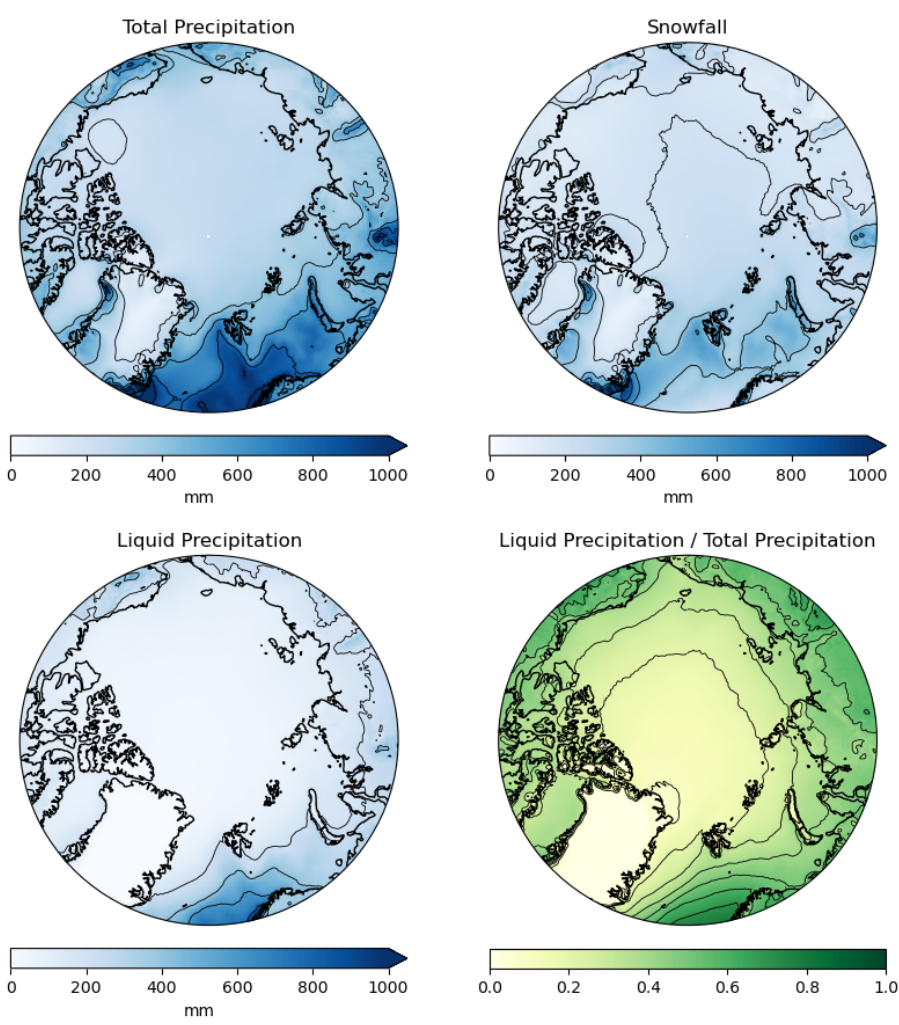 Total Precipitation
Snowfall
0 200 400 600 800 1000
mm
0 200 400 600 800 1000
mm
Liquid Precipitation
Liquid Precipitation / Total Precipitation
0 200 400 600 800 1000
mm
0.0 0.2 0.4 0.6 0.8 1.0